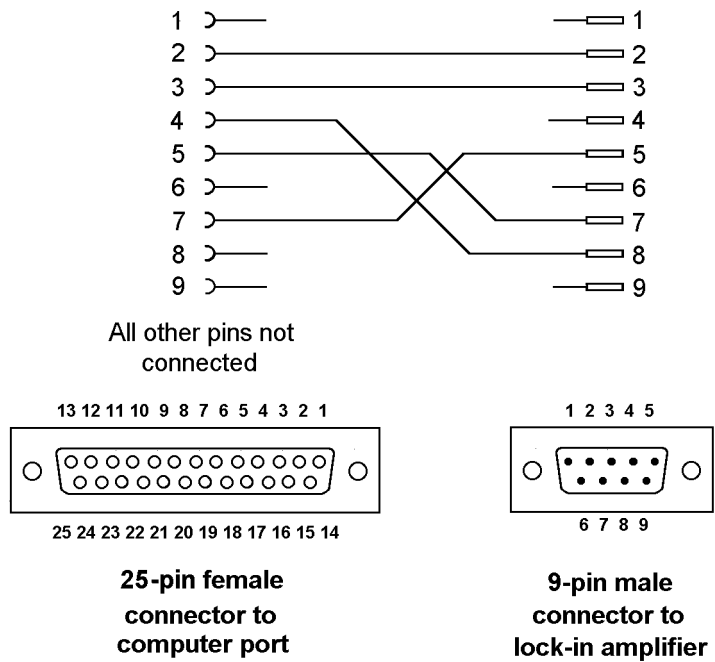 1 1
2 2
3 3
4 4
5 5
6 6
7 7
8 8
9 9
All other pins not
connected
13 12 11 10 9 8 7 6 5 4 3 2 1
1 2 3 4 5
25 24 23 22 21 20 19 18 17 16 15 14
6 7 8 9
25-pin female
connector to
computer port
9-pin male
connector to
lock-in amplifier